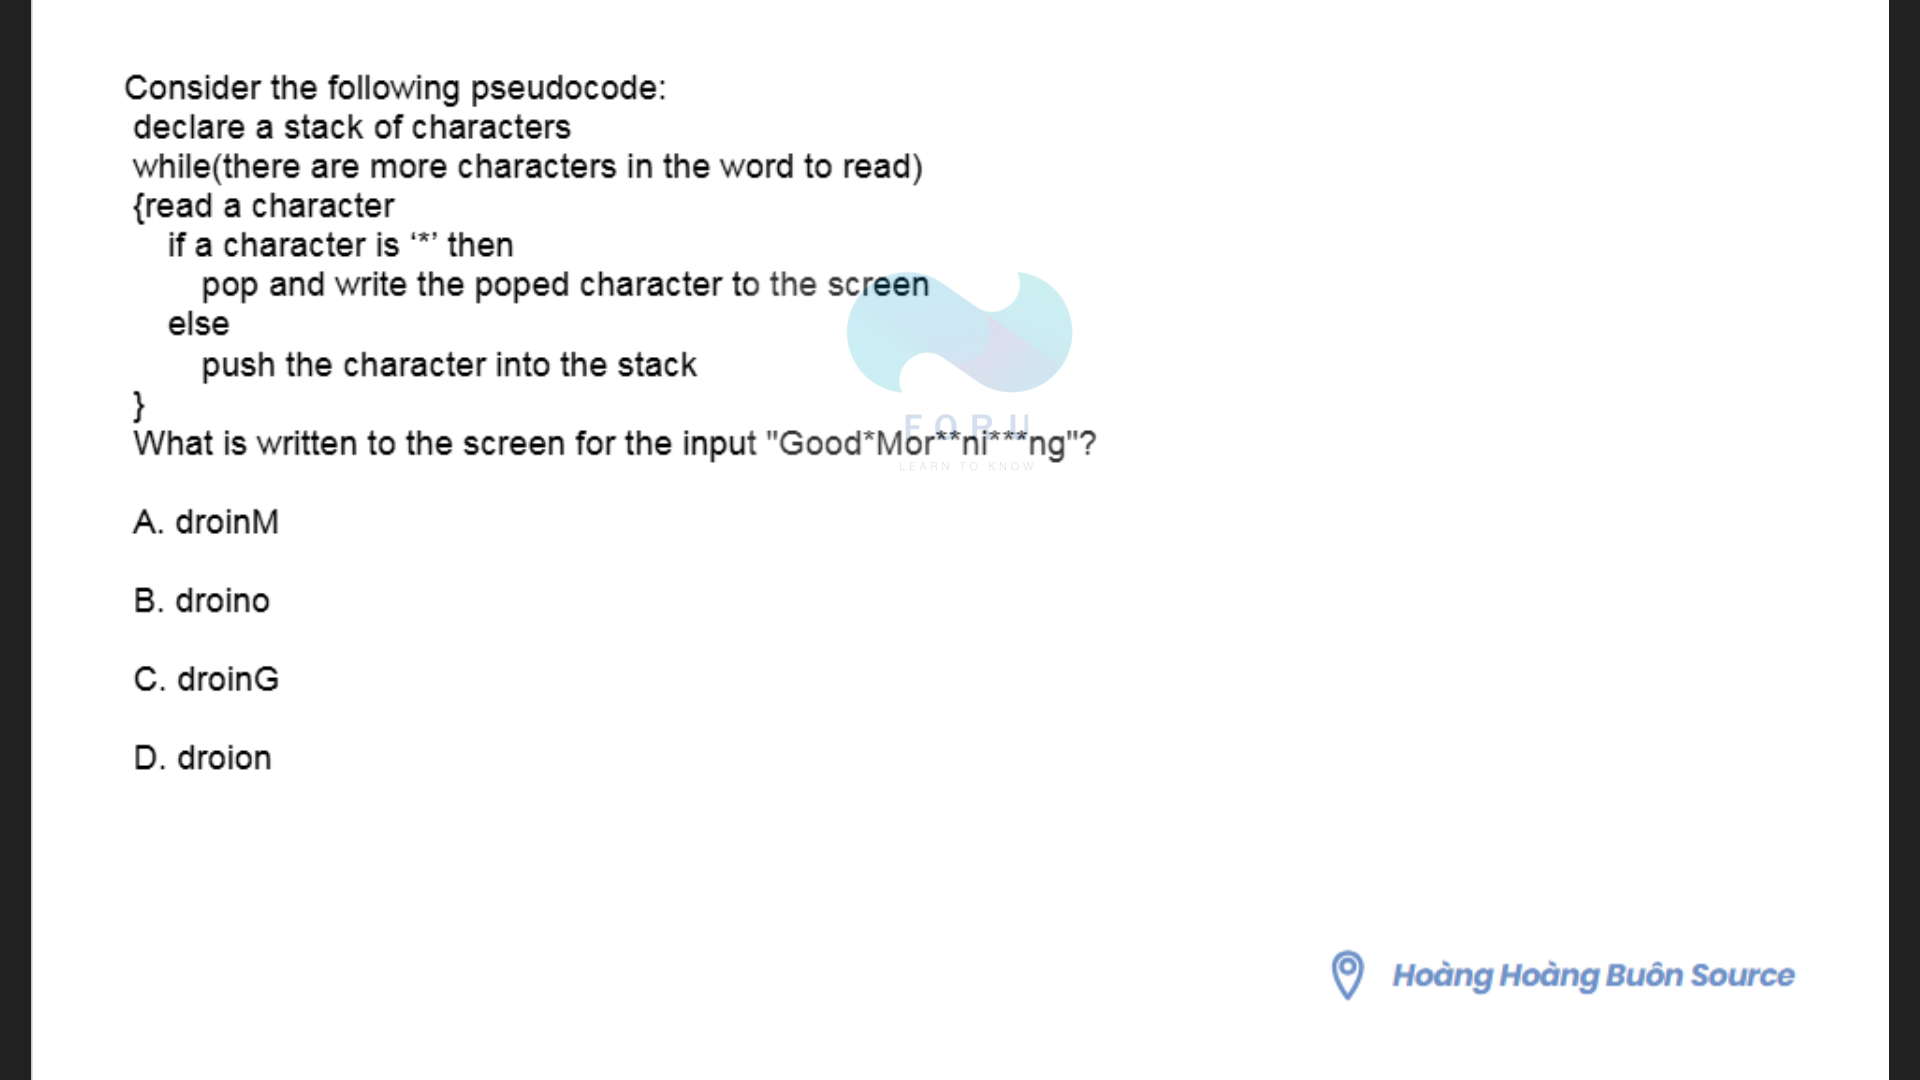 Consider the following pseudocode:
declare a stack of characters
while(there are more characters in the word to read)
{read a character
if a character is ‘*’ then
pop and write the poped character to the screen
else
push the character into the stack
}
FORU
What is written to the screen for the input "Good*Mor**ni***ng"?
LEARN TO KNOW
A. droinM
B. droino
C. droinG
D. droion
Hoàng Hoàng Buôn Source